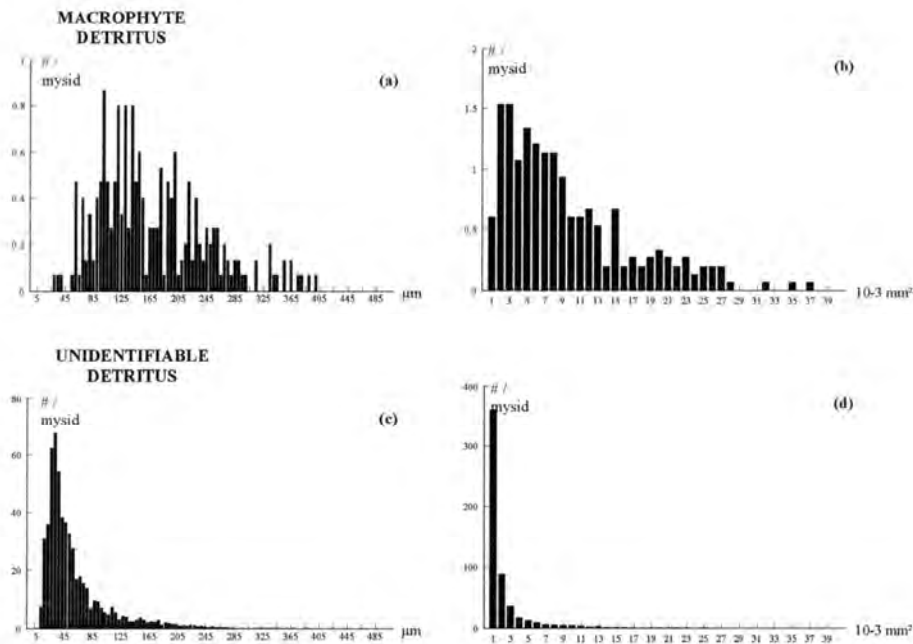 MACROPHYTE
DETRITUS
# /
mysid
(a)
0.8
0.6
0.4
0.2
0
5 45 85 125 165 205 245 285 325 365 405 445 485
µm
2
# /
mysid
(b)
1.5
1
0.5
0
1 3 5 7 9 11 13 15 17 19 21 23 25 27 29 31 33 35 37 39
10-3 mm²
UNIDENTIFIABLE
DETRITUS
80
# /
mysid
(c)
60
40
20
0
5 45 85 125 165 205 245 285 325 365 405 445 485
µm
400
# /
mysid
(d)
300
200
100
0
1 3 5 7 9 11 13 15 17 19 21 23 25 27 29 31 33 35 37 39
10-3 mm²